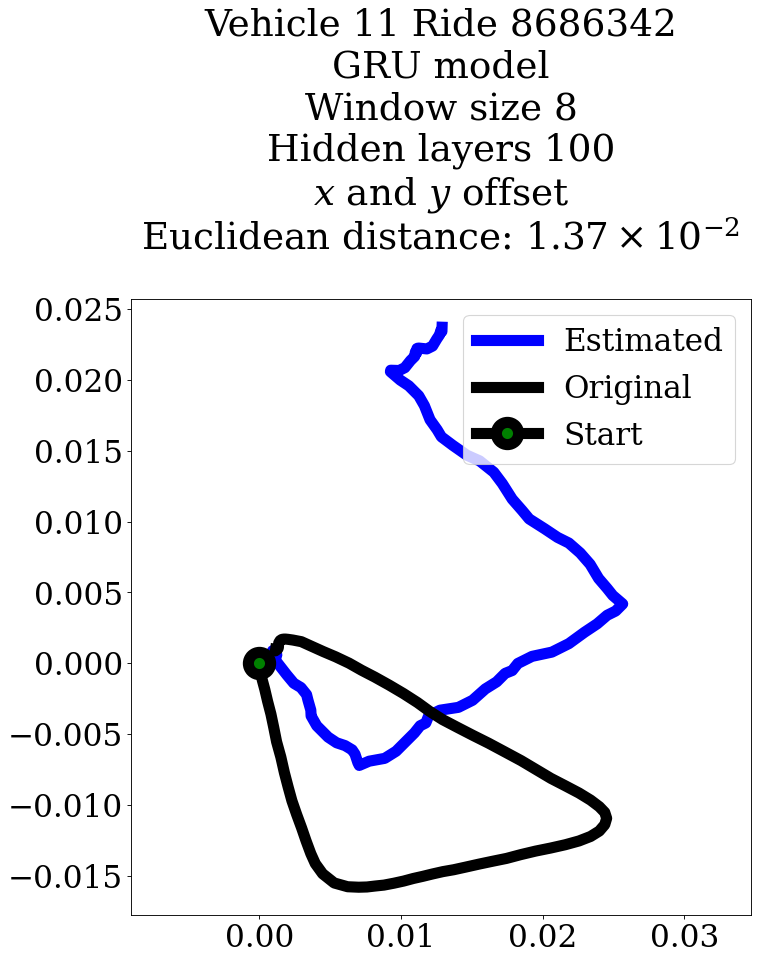 Vehicle 11 Ride 8686342
GRU model
Window size 8
Hidden layers 100
x and y offset
Euclidean distance: 1.37 × 10⁻²
Estimated
Original
Start
0.025
0.020
0.015
0.010
0.005
0.000
−0.005
−0.010
−0.015
0.00 0.01 0.02 0.03